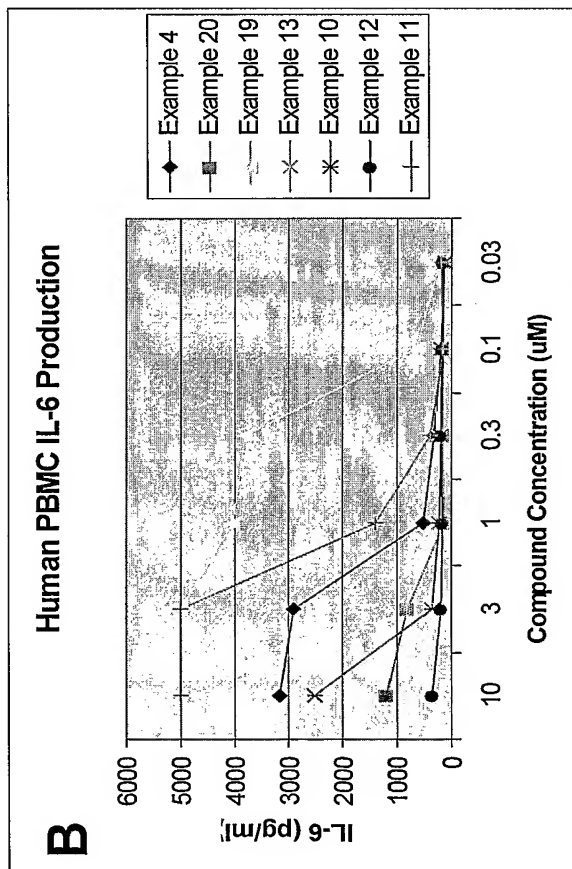 B
Human PBMC IL-6 Production
IL-6 (pg/ml)
6000
5000
4000
3000
2000
1000
0
10
3
1
0.3
0.1
0.03
Compound Concentration (uM)
Example 4
Example 20
Example 19
Example 13
Example 10
Example 12
Example 11